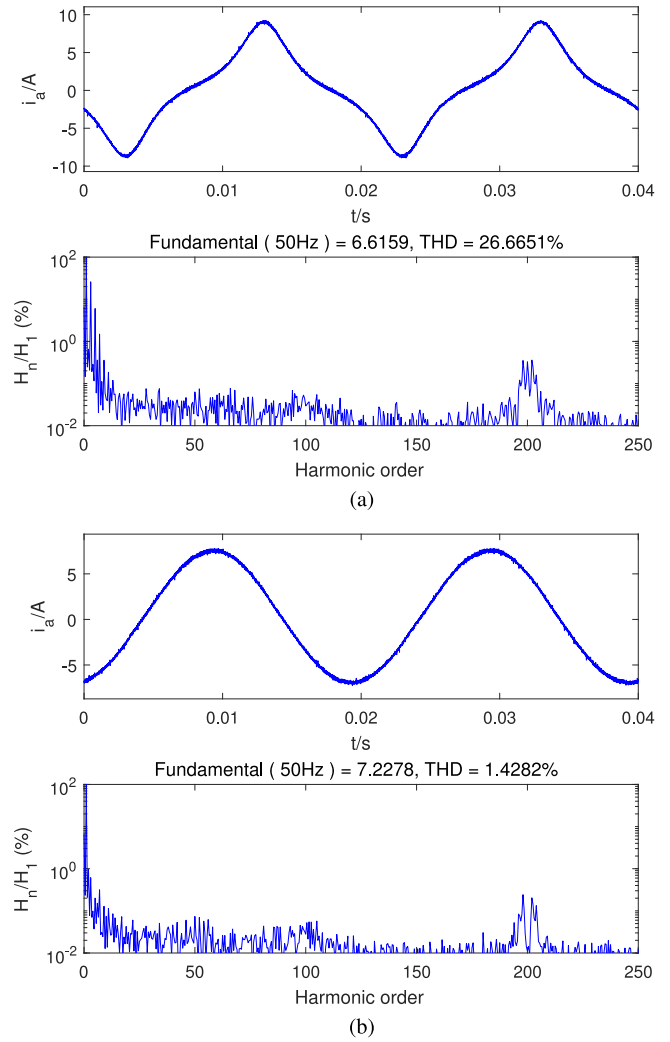 10
5
0
-5
-10
i_a/A
0 0.01 0.02 0.03 0.04
t/s
Fundamental ( 50Hz ) = 6.6159, THD = 26.6651%
10^2
10^0
10^-2
H_n/H_1 (%)
0 50 100 150 200 250
Harmonic order
(a)
5
0
-5
i_a/A
0 0.01 0.02 0.03 0.04
t/s
Fundamental ( 50Hz ) = 7.2278, THD = 1.4282%
10^2
10^0
10^-2
H_n/H_1 (%)
0 50 100 150 200 250
Harmonic order
(b)